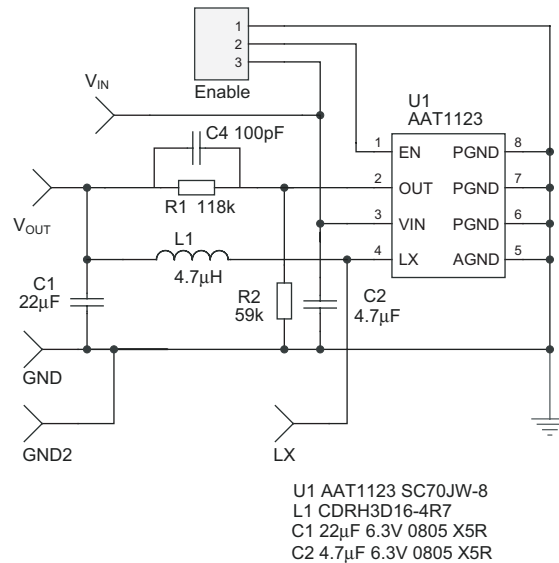 1
2
3
Enable
V_IN
U1
AAT1123
C4 100pF
1 EN PGND 8
2 OUT PGND 7
3 VIN PGND 6
4 LX AGND 5
V_OUT
R1 118k
L1
4.7μH
C1
22μF
R2
59k
C2
4.7μF
GND
GND2
LX
U1 AAT1123 SC70JW-8
L1 CDRH3D16-4R7
C1 22μF 6.3V 0805 X5R
C2 4.7μF 6.3V 0805 X5R